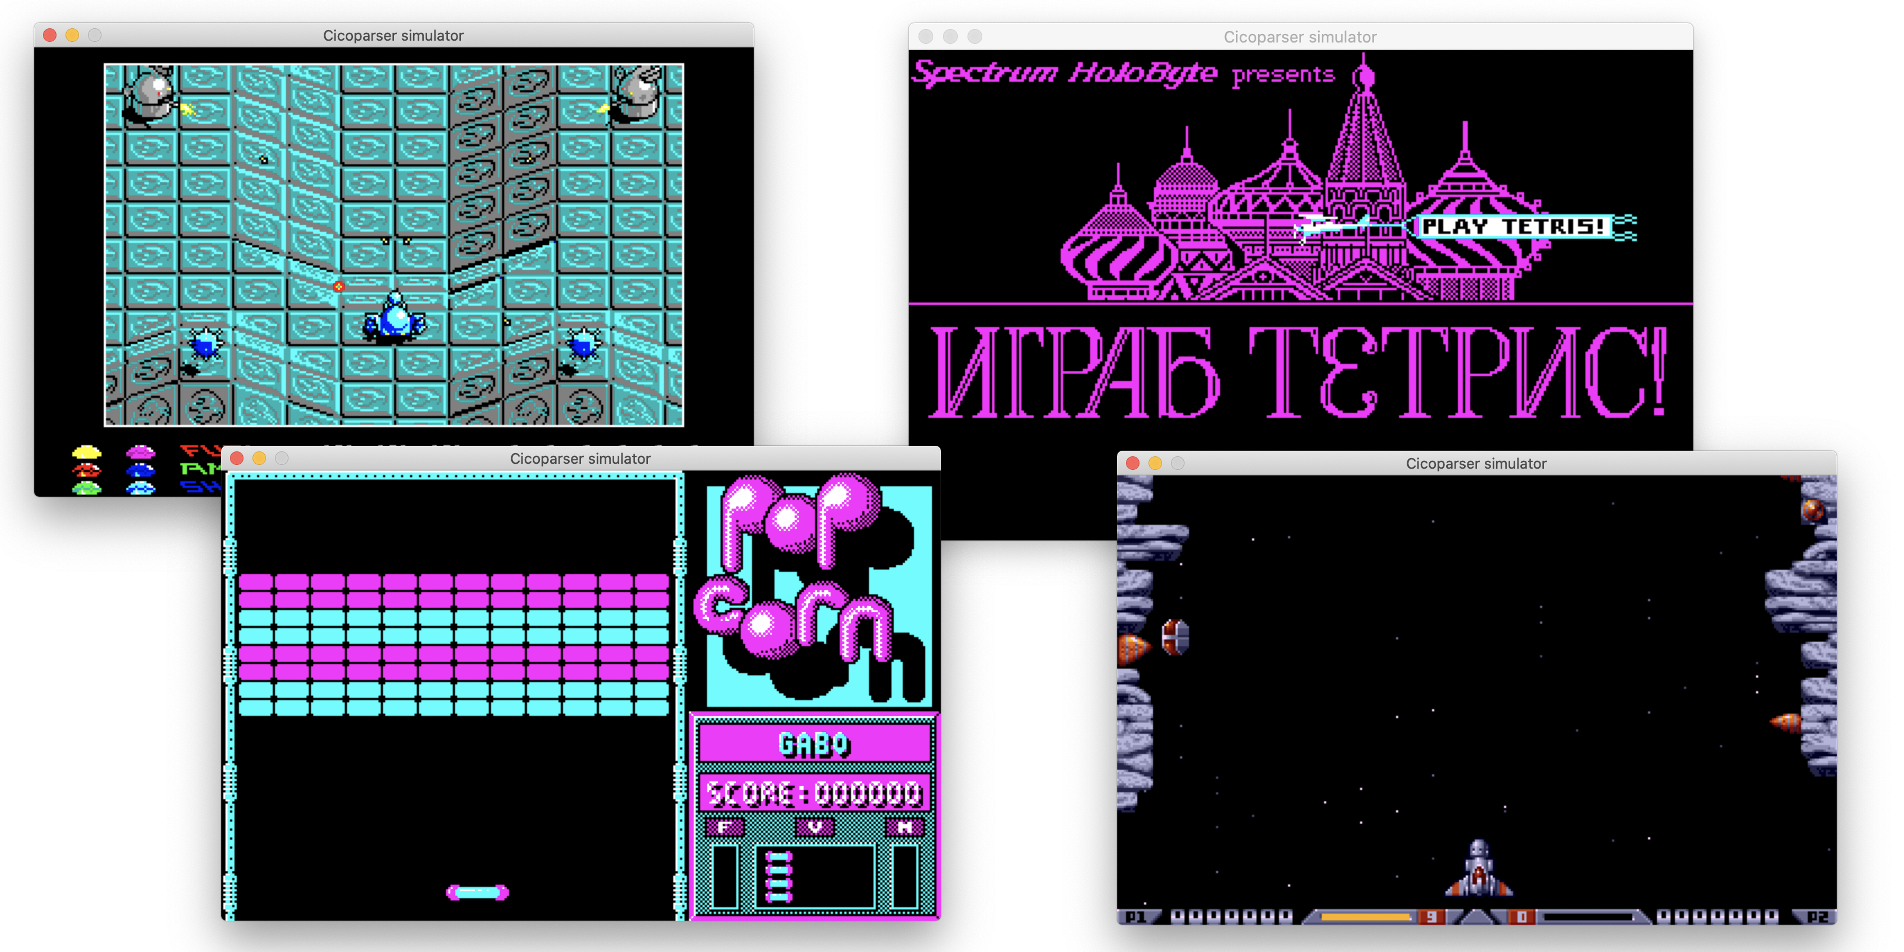 Cicoparser simulator
Cicoparser simulator
Spectrum HoloByte presents
PLAY TETRIS!
ИГРАБ ТЕТРИС!
Cicoparser simulator
POP
corn
GABO
SCORE:000000
F V M
Cicoparser simulator
P1 0000000 9 0 0000000 P2